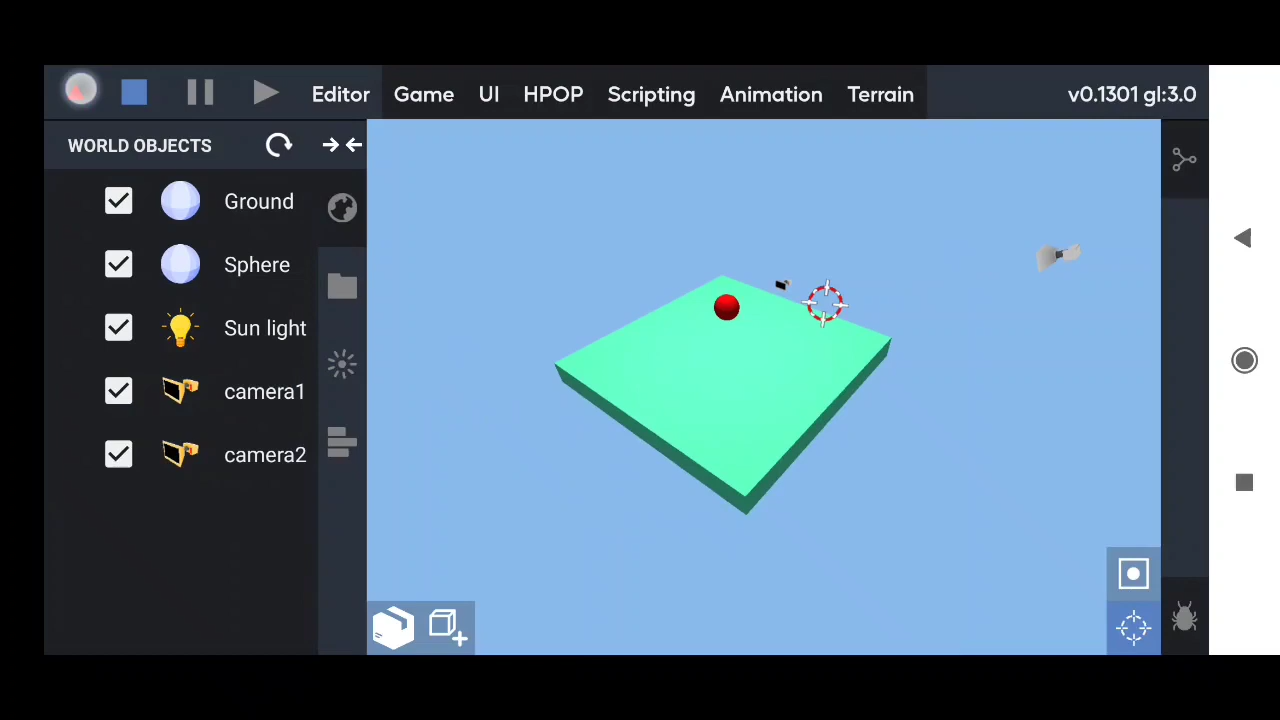 Editor Game UI HPOP Scripting Animation Terrain v0.1301 gl:3.0
WORLD OBJECTS
Ground
Sphere
Sun light
camera1
camera2